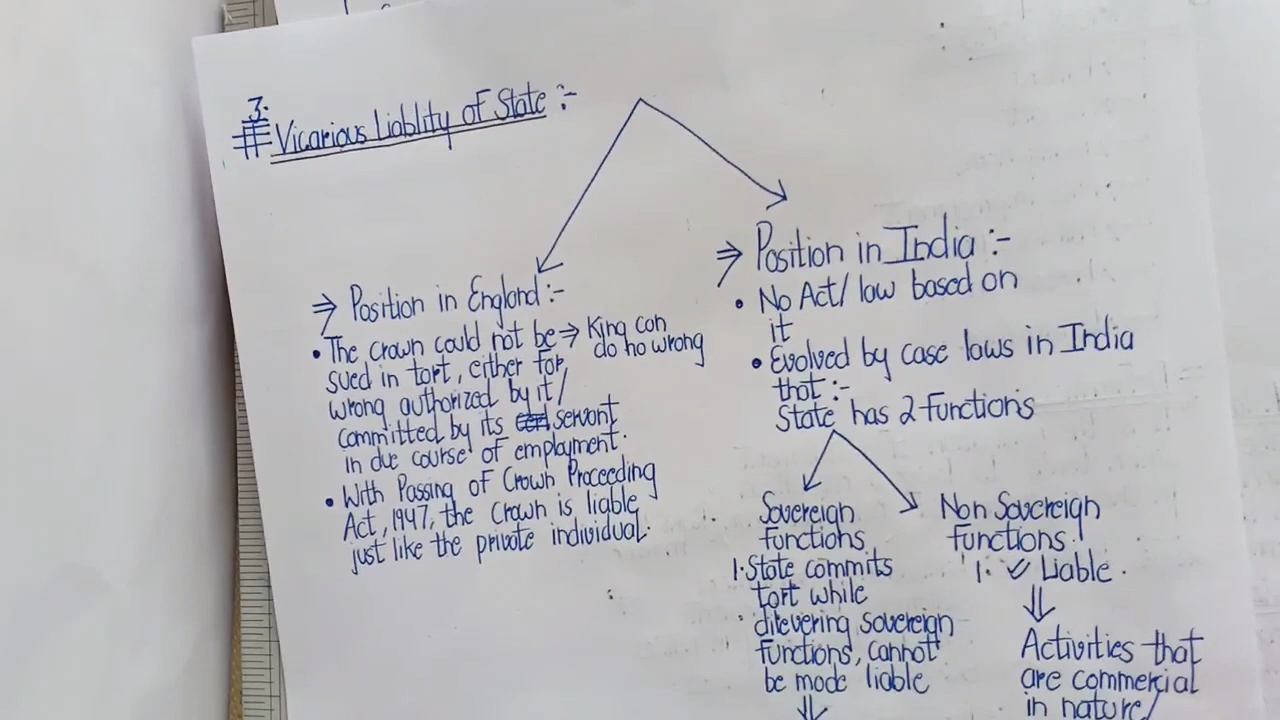 3.
# Vicarious Liablity of State :-
⇒ Position in England :-
• The crown could not be ⇒ King can
do no wrong
sued in tort, either for
wrong authorized by it/
committed by its servant
in due course of employment.
• With Passing of Crown Proceeding
Act, 1947, the Crown is liable
just like the private individual.
⇒ Position in India :-
• No Act/ law based on
it
• Evolved by case laws in India
that :-
State has 2 Functions
Sovereign
functions
1. State commits
tort while
dilevering sovereign
functions, cannot
be made liable
Non Sovereign
Functions
1. ✓ Liable.
Activities that
are commercial
in nature/